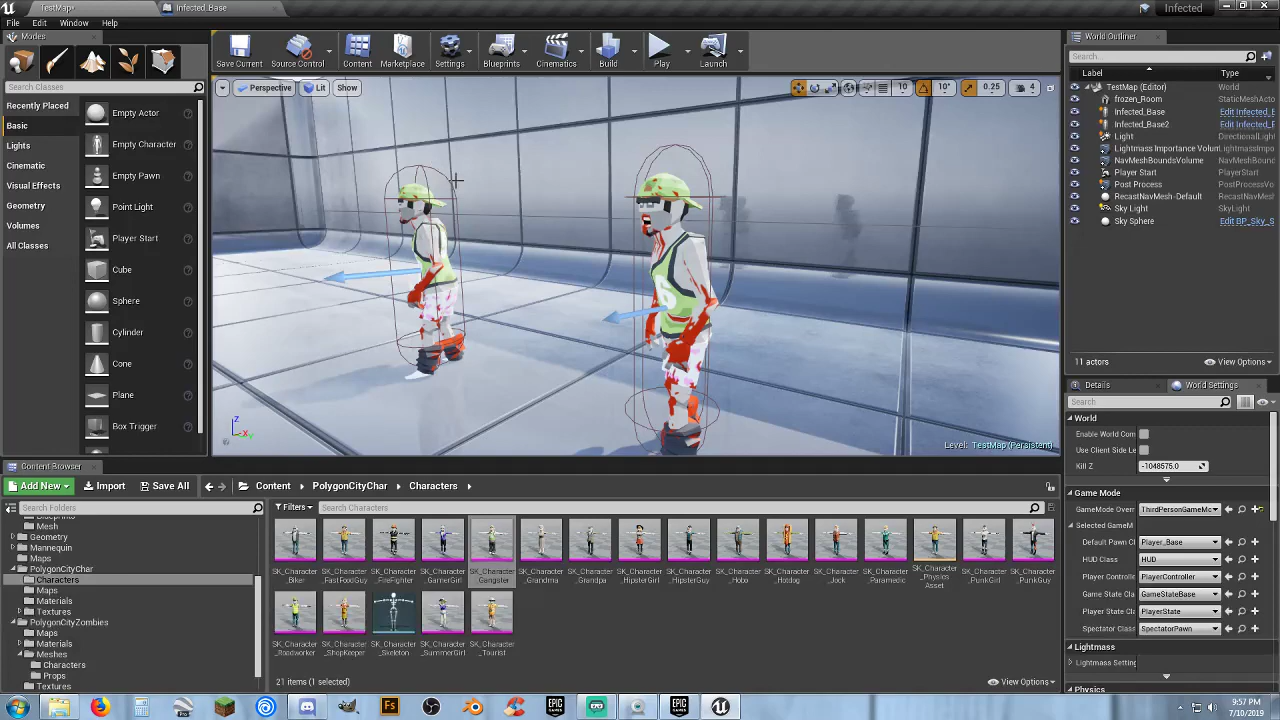 TestMap*
Infected_Base
Infected
File
Edit
Window
Help
Modes
Search Classes
Recently Placed
Basic
Lights
Cinematic
Visual Effects
Geometry
Volumes
All Classes
Empty Actor
Empty Character
Empty Pawn
Point Light
Player Start
Cube
Sphere
Cylinder
Cone
Plane
Box Trigger
Save Current
Source Control
Content
Marketplace
Settings
Blueprints
Cinematics
Build
Play
Launch
Perspective
Lit
Show
10
10°
0.25
4
Level: TestMap (Persistent)
World Outliner
Search...
Label
Type
TestMap (Editor)
World
frozen_Room
StaticMeshActo
Infected_Base
Edit Infected_E
Infected_Base2
Edit Infected_E
Light
DirectionalLight
Lightmass Importance Volum
LightmassImpo
NavMeshBoundsVolume
NavMeshBound
Player Start
PlayerStart
Post Process
PostProcessVo
RecastNavMesh-Default
RecastNavMesh
Sky Light
SkyLight
Sky Sphere
Edit BP_Sky_S
11 actors
View Options
Details
World Settings
Search
World
Enable World Com
Use Client Side Le
Kill Z
-1048575.0
Game Mode
GameMode Overr
ThirdPersonGameMo
Selected GameM
Default Pawn Cl
Player_Base
HUD Class
HUD
Player Controlle
PlayerController
Game State Cla
GameStateBase
Player State Cla
PlayerState
Spectator Class
SpectatorPawn
Lightmass
Lightmass Setting
Physics
Content Browser
Add New
Import
Save All
Content
PolygonCityChar
Characters
Search Folders
Blueprints
Mesh
Geometry
Mannequin
Maps
PolygonCityChar
Characters
Maps
Materials
Textures
PolygonCityZombies
Maps
Materials
Meshes
Characters
Props
Textures
Filters
Search Characters
SK_Character_Biker
SK_Character_FastFoodGuy
SK_Character_FireFighter
SK_Character_GamerGirl
SK_Character_Gangster
SK_Character_Grandma
SK_Character_Grandpa
SK_Character_HipsterGirl
SK_Character_HipsterGuy
SK_Character_Hobo
SK_Character_Hotdog
SK_Character_Jock
SK_Character_Paramedic
SK_Character_PhysicsAsset
SK_Character_PunkGirl
SK_Character_PunkGuy
SK_Character_Roadworker
SK_Character_ShopKeeper
SK_Character_Skeleton
SK_Character_SummerGirl
SK_Character_Tourist
21 items (1 selected)
View Options
Pro
Fs
EPIC GAMES
EPIC GAMES
9:57 PM
7/10/2019